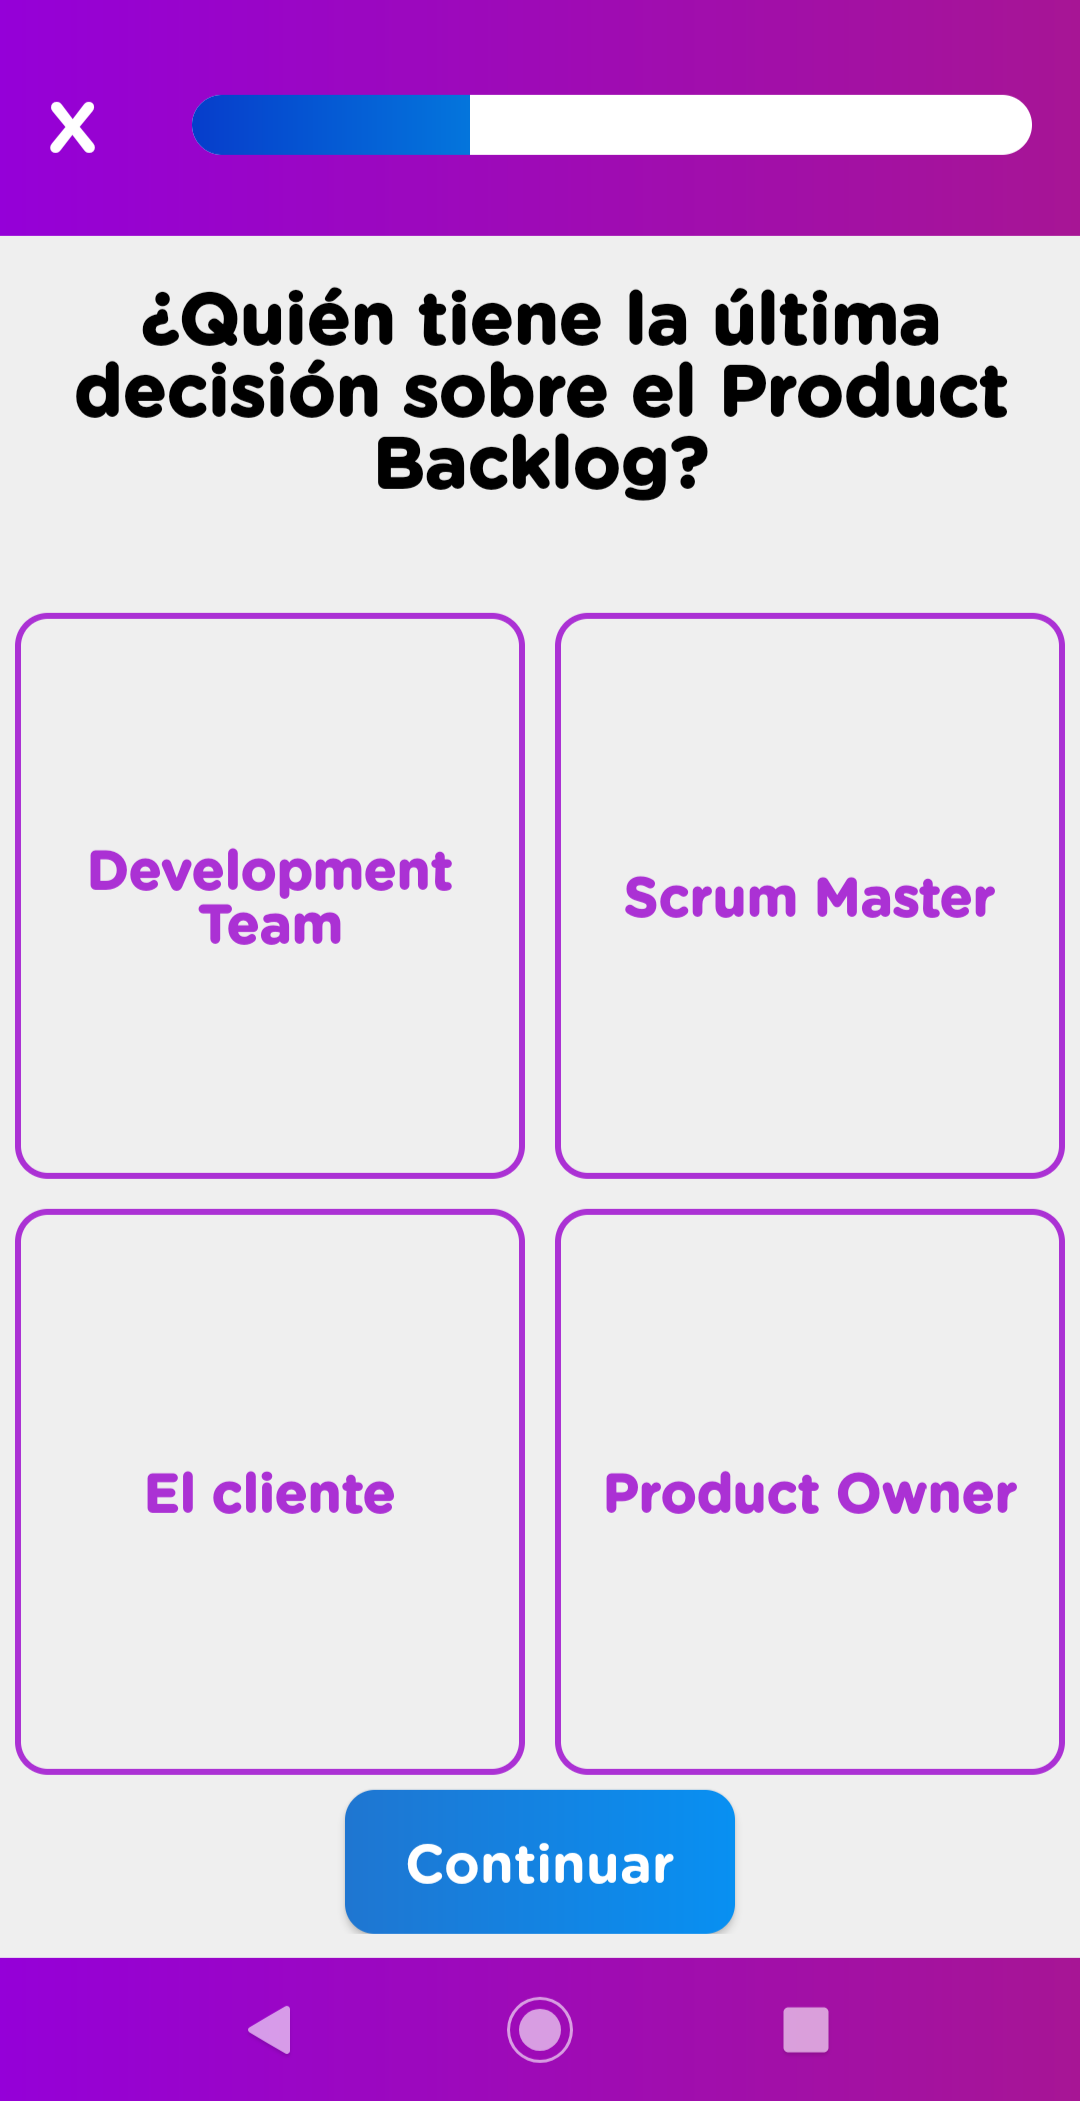 X
¿Quién tiene la última
decisión sobre el Product
Backlog?
Development
Team
Scrum Master
El cliente
Product Owner
Continuar